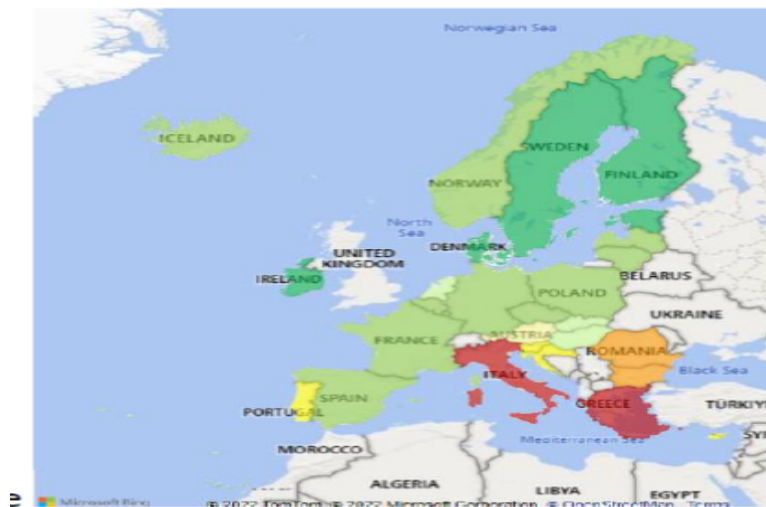 Norwegian Sea
ICELAND
SWEDEN
FINLAND
NORWAY
North
Sea
DENMARK
UNITED
KINGDOM
IRELAND
BELARUS
POLAND
UKRAINE
AUSTRIA
FRANCE
ROMANIA
Black Sea
ITALY
SPAIN
PORTUGAL
GREECE
TÜRKIY
SY
Mediterranean Sea
MOROCCO
ALGERIA
LIBYA
EGYPT
Microsoft Bing
© 2022 TomTom, © 2022 Microsoft Corporation, © OpenStreetMap, Terms